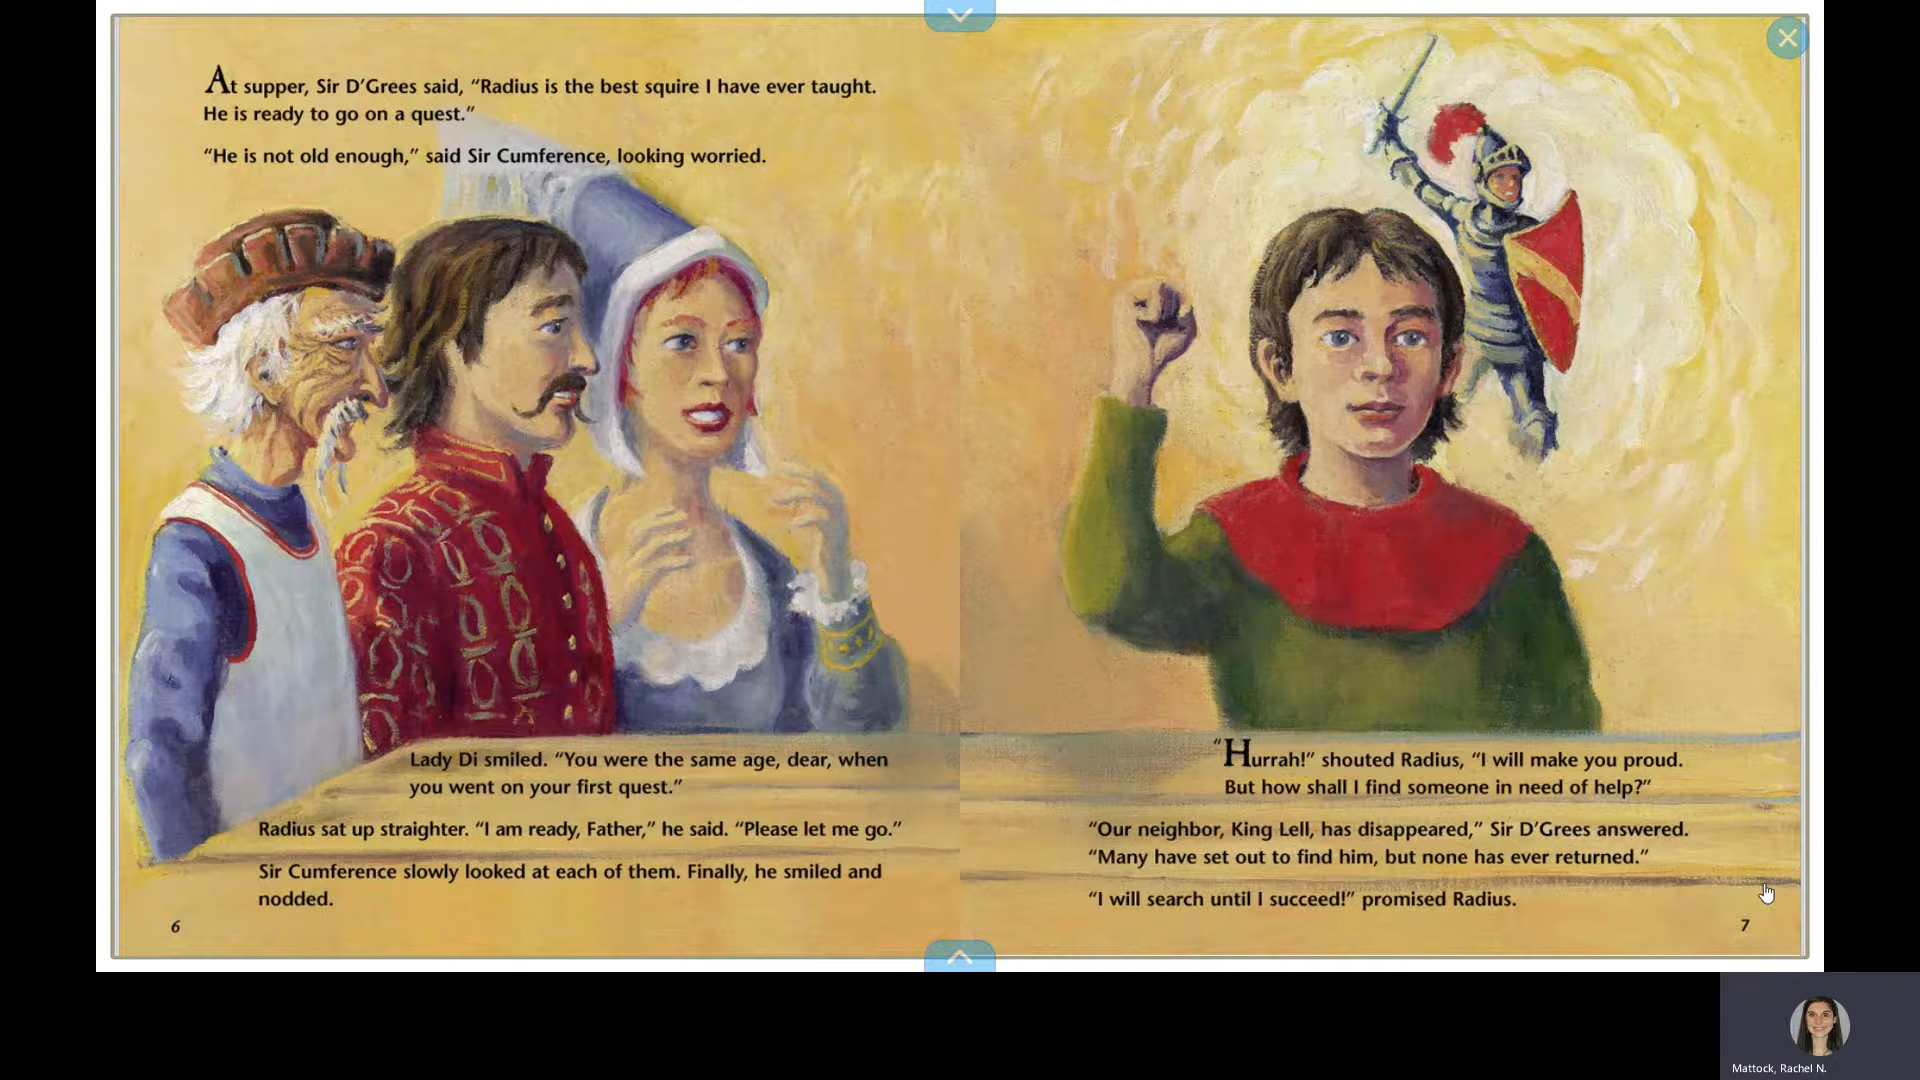 At supper, Sir D’Grees said, “Radius is the best squire I have ever taught.
He is ready to go on a quest.”
“He is not old enough,” said Sir Cumference, looking worried.
Lady Di smiled. “You were the same age, dear, when
you went on your first quest.”
Radius sat up straighter. “I am ready, Father,” he said. “Please let me go.”
Sir Cumference slowly looked at each of them. Finally, he smiled and
nodded.
6
“Hurrah!” shouted Radius, “I will make you proud.
But how shall I find someone in need of help?”
“Our neighbor, King Lell, has disappeared,” Sir D’Grees answered.
“Many have set out to find him, but none has ever returned.”
“I will search until I succeed!” promised Radius.
7
Mattock, Rachel N.